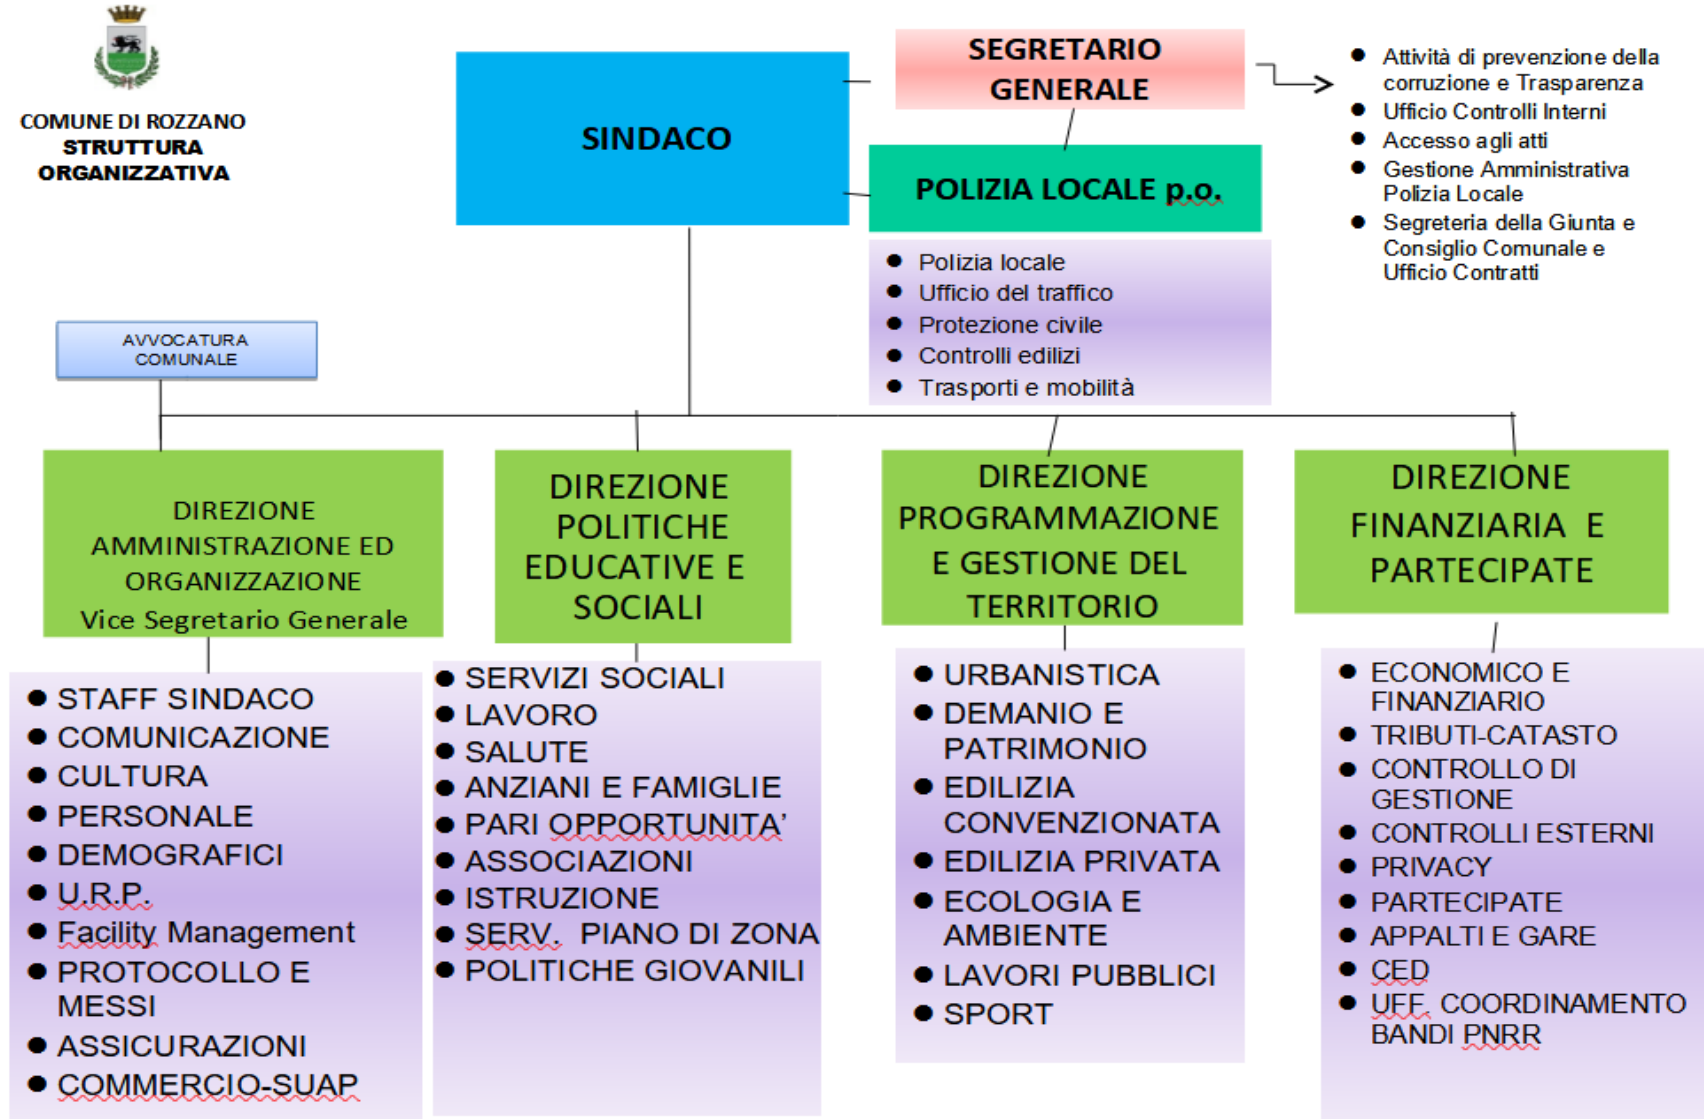 COMUNE DI ROZZANO
STRUTTURA
ORGANIZZATIVA
SINDACO
SEGRETARIO
GENERALE
Attività di prevenzione della
corruzione e Trasparenza
Ufficio Controlli Interni
Accesso agli atti
Gestione Amministrativa
Polizia Locale
Segreteria della Giunta e
Consiglio Comunale e
Ufficio Contratti
POLIZIA LOCALE p.o.
Polizia locale
Ufficio del traffico
Protezione civile
Controlli edilizi
Trasporti e mobilità
AVVOCATURA
COMUNALE
DIREZIONE
AMMINISTRAZIONE ED
ORGANIZZAZIONE
Vice Segretario Generale
STAFF SINDACO
COMUNICAZIONE
CULTURA
PERSONALE
DEMOGRAFICI
U.R.P.
Facility Management
PROTOCOLLO E
MESSI
ASSICURAZIONI
COMMERCIO-SUAP
DIREZIONE
POLITICHE
EDUCATIVE E
SOCIALI
SERVIZI SOCIALI
LAVORO
SALUTE
ANZIANI E FAMIGLIE
PARI OPPORTUNITA’
ASSOCIAZIONI
ISTRUZIONE
SERV. PIANO DI ZONA
POLITICHE GIOVANILI
DIREZIONE
PROGRAMMAZIONE
E GESTIONE DEL
TERRITORIO
URBANISTICA
DEMANIO E
PATRIMONIO
EDILIZIA
CONVENZIONATA
EDILIZIA PRIVATA
ECOLOGIA E
AMBIENTE
LAVORI PUBBLICI
SPORT
DIREZIONE
FINANZIARIA E
PARTECIPATE
ECONOMICO E
FINANZIARIO
TRIBUTI-CATASTO
CONTROLLO DI
GESTIONE
CONTROLLI ESTERNI
PRIVACY
PARTECIPATE
APPALTI E GARE
CED
UFF. COORDINAMENTO
BANDI PNRR